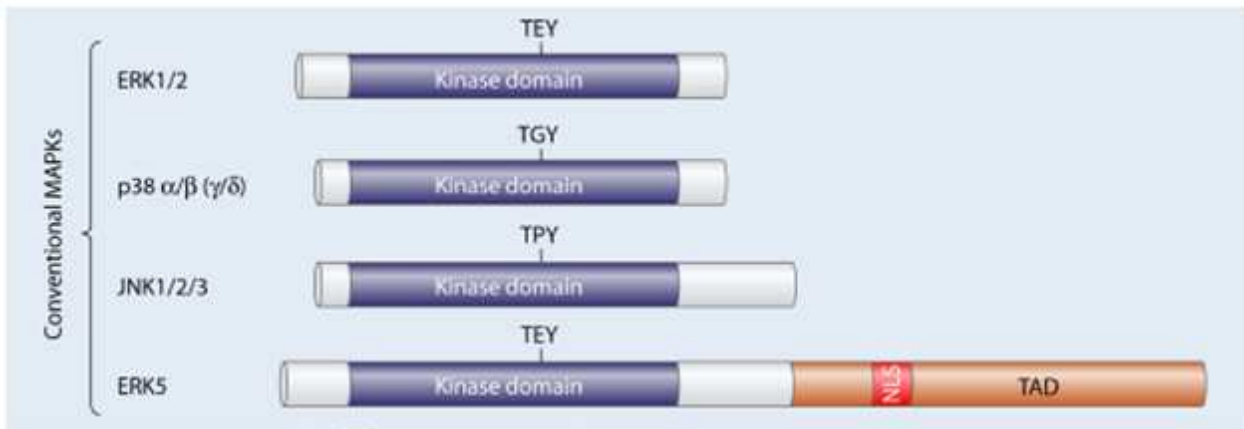 Conventional MAPKs
TEY
ERK1/2
Kinase domain
TGY
p38 α/β (γ/δ)
Kinase domain
TPY
JNK1/2/3
Kinase domain
TEY
ERK5
Kinase domain
NLS
TAD